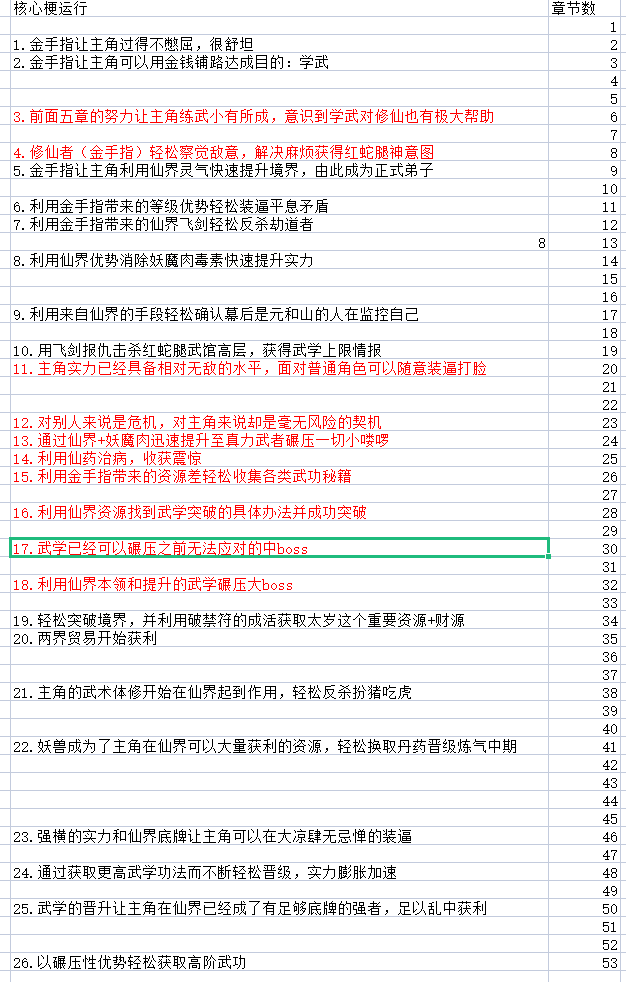 核心梗运行 章节数
1
1.金手指让主角过得不憋屈，很舒坦 2
2.金手指让主角可以用金钱铺路达成目的：学武 3
4
5
3.前面五章的努力让主角练武小有所成，意识到学武对修仙也有极大帮助 6
7
4.修仙者（金手指）轻松察觉敌意，解决麻烦获得红蛇腿神意图 8
5.金手指让主角利用仙界灵气快速提升境界，由此成为正式弟子 9
10
6.利用金手指带来的等级优势轻松装逼平息矛盾 11
7.利用金手指带来的仙界飞剑轻松反杀劫道者 12
8 13
8.利用仙界优势消除妖魔肉毒素快速提升实力 14
15
16
9.利用来自仙界的手段轻松确认幕后是元和山的人在监控自己 17
18
10.用飞剑报仇击杀红蛇腿武馆高层，获得武学上限情报 19
11.主角实力已经具备相对无敌的水平，面对普通角色可以随意装逼打脸 20
21
22
12.对别人来说是危机，对主角来说却是毫无风险的契机 23
13.通过仙界+妖魔肉迅速提升至真力武者碾压一切小喽啰 24
14.利用仙药治病，收获震惊 25
15.利用金手指带来的资源差轻松收集各类武功秘籍 26
27
16.利用仙界资源找到武学突破的具体办法并成功突破 28
29
17.武学已经可以碾压之前无法应对的中boss 30
31
18.利用仙界本领和提升的武学碾压大boss 32
33
19.轻松突破境界，并利用破禁符的成活获取太岁这个重要资源+财源 34
20.两界贸易开始获利 35
36
37
21.主角的武术体修开始在仙界起到作用，轻松反杀扮猪吃虎 38
39
40
22.妖兽成为了主角在仙界可以大量获利的资源，轻松换取丹药晋级炼气中期 41
42
43
44
45
23.强横的实力和仙界底牌让主角可以在大凉肆无忌惮的装逼 46
47
24.通过获取更高武学功法而不断轻松晋级，实力膨胀加速 48
49
25.武学的晋升让主角在仙界已经成了有足够底牌的强者，足以乱中获利 50
51
52
26.以碾压性优势轻松获取高阶武功 53